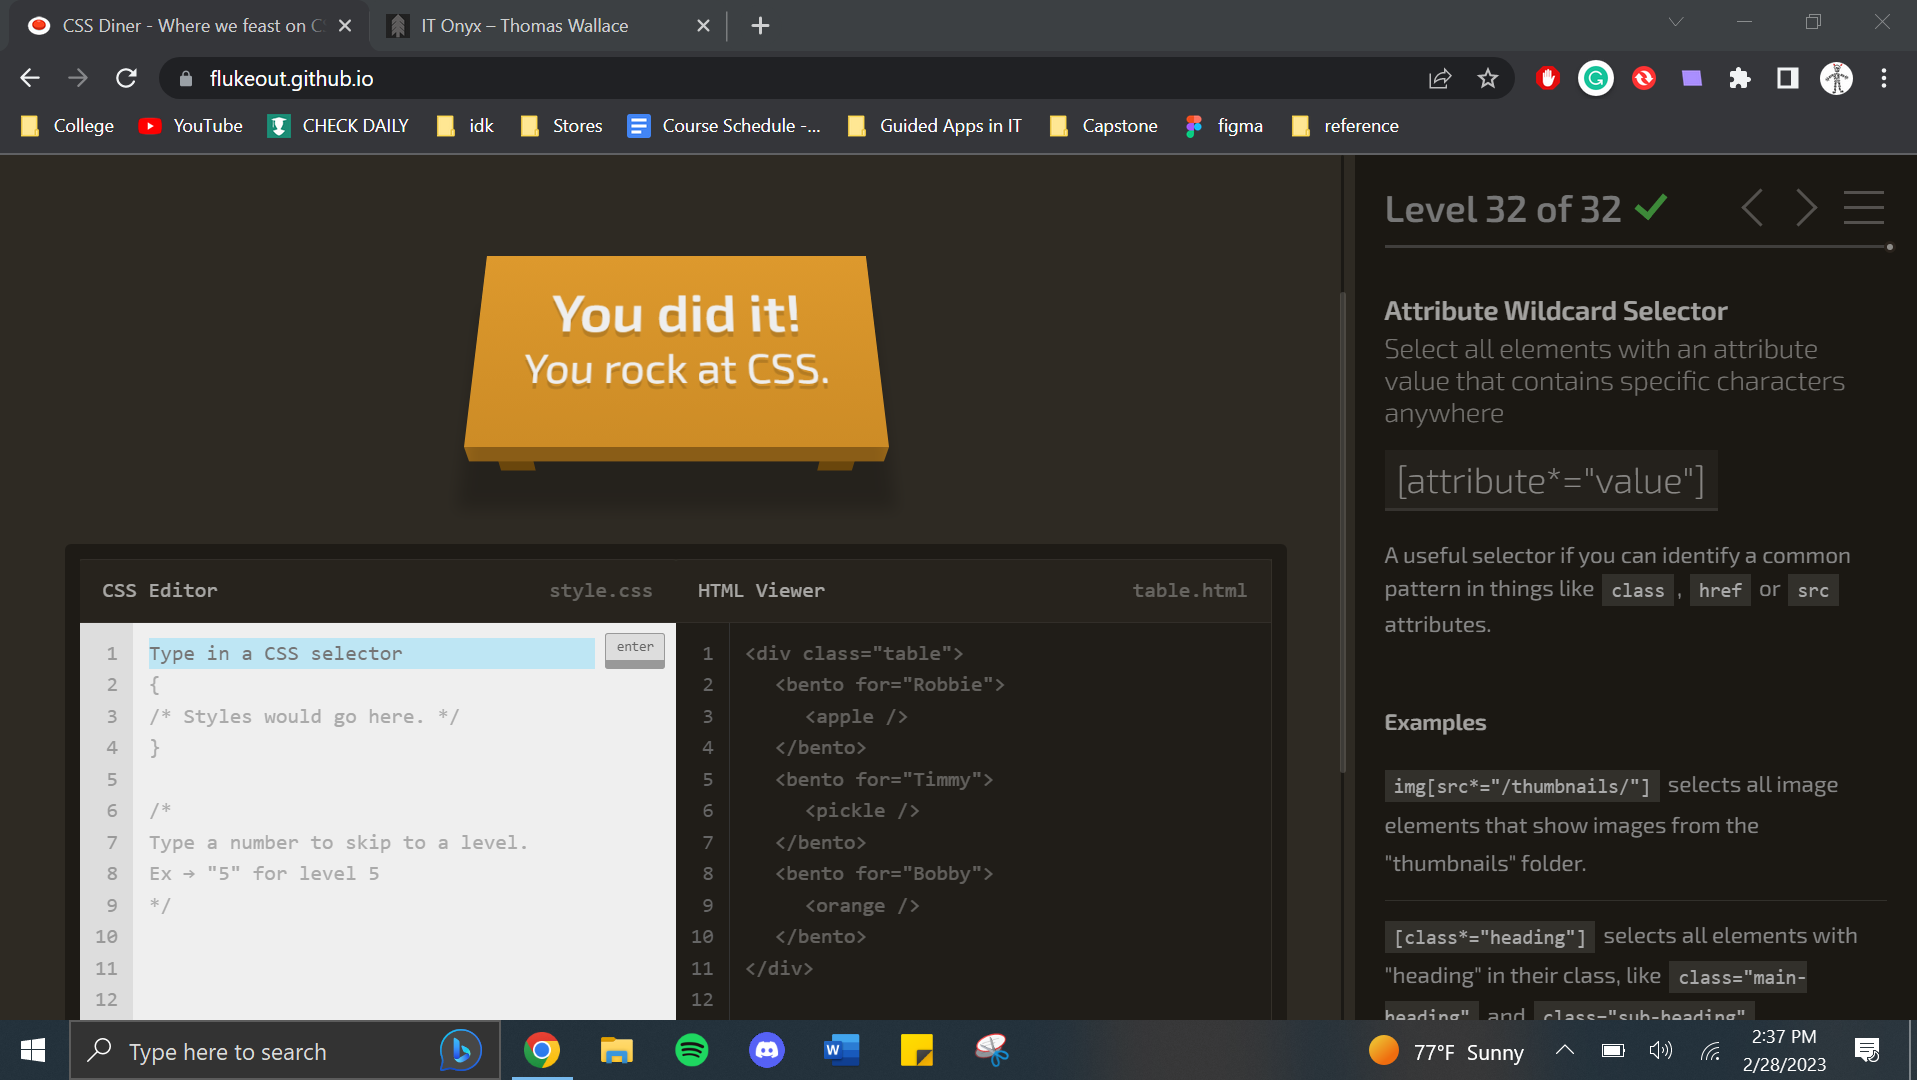 CSS Diner - Where we feast on CS
IT Onyx – Thomas Wallace
flukeout.github.io
College
YouTube
CHECK DAILY
idk
Stores
Course Schedule -...
Guided Apps in IT
Capstone
figma
reference
You did it!
You rock at CSS.
CSS Editor
style.css
HTML Viewer
table.html
1 Type in a CSS selector
enter
2 {
3 /* Styles would go here. */
4 }
5
6 /*
7 Type a number to skip to a level.
8 Ex → "5" for level 5
9 */
10
11
12
1 <div class="table">
2 <bento for="Robbie">
3 <apple />
4 </bento>
5 <bento for="Timmy">
6 <pickle />
7 </bento>
8 <bento for="Bobby">
9 <orange />
10 </bento>
11 </div>
12
Level 32 of 32
Attribute Wildcard Selector
Select all elements with an attribute
value that contains specific characters
anywhere
[attribute*="value"]
A useful selector if you can identify a common
pattern in things like class , href or src
attributes.
Examples
img[src*="/thumbnails/"] selects all image
elements that show images from the
"thumbnails" folder.
[class*="heading"] selects all elements with
"heading" in their class, like class="main-
heading" and class="sub-heading"
Type here to search
77°F Sunny
2:37 PM
2/28/2023